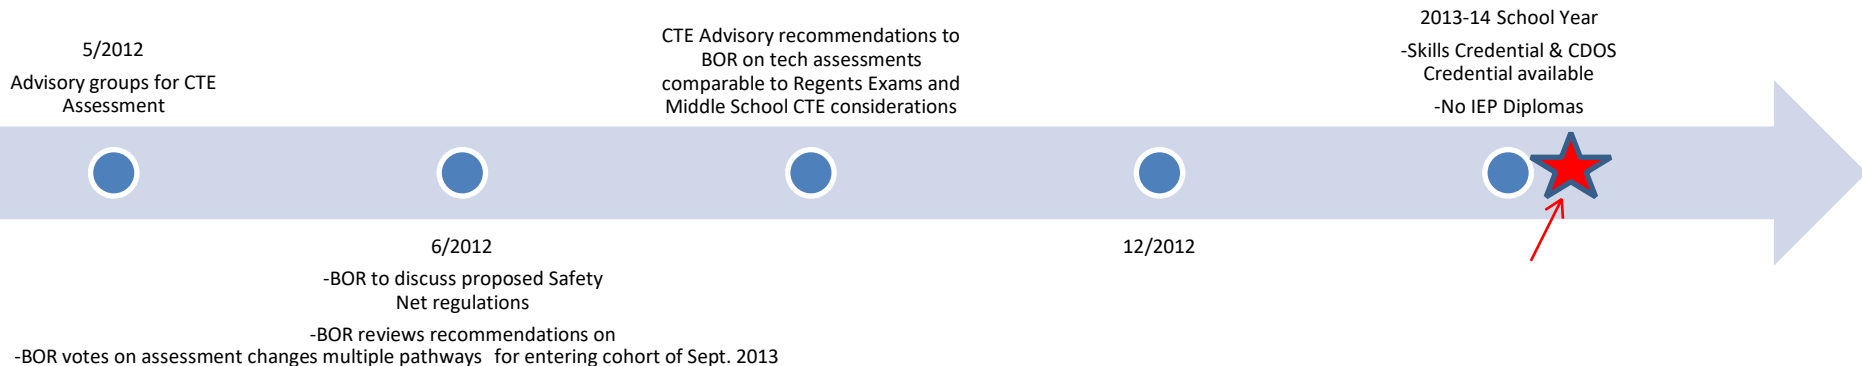 5/2012
Advisory groups for CTE
Assessment
6/2012
-BOR to discuss proposed Safety
Net regulations
-BOR reviews recommendations on
-BOR votes on assessment changes multiple pathways for entering cohort of Sept. 2013
CTE Advisory recommendations to
BOR on tech assessments
comparable to Regents Exams and
Middle School CTE considerations
12/2012
2013-14 School Year
-Skills Credential & CDOS
Credential available
-No IEP Diplomas